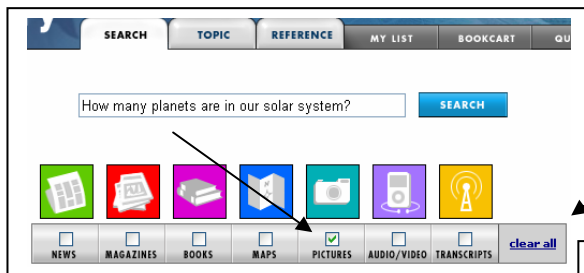 SEARCH TOPIC REFERENCE MY LIST BOOKCART QU
How many planets are in our solar system? SEARCH
NEWS MAGAZINES BOOKS MAPS PICTURES AUDIO/VIDEO TRANSCRIPTS clear all